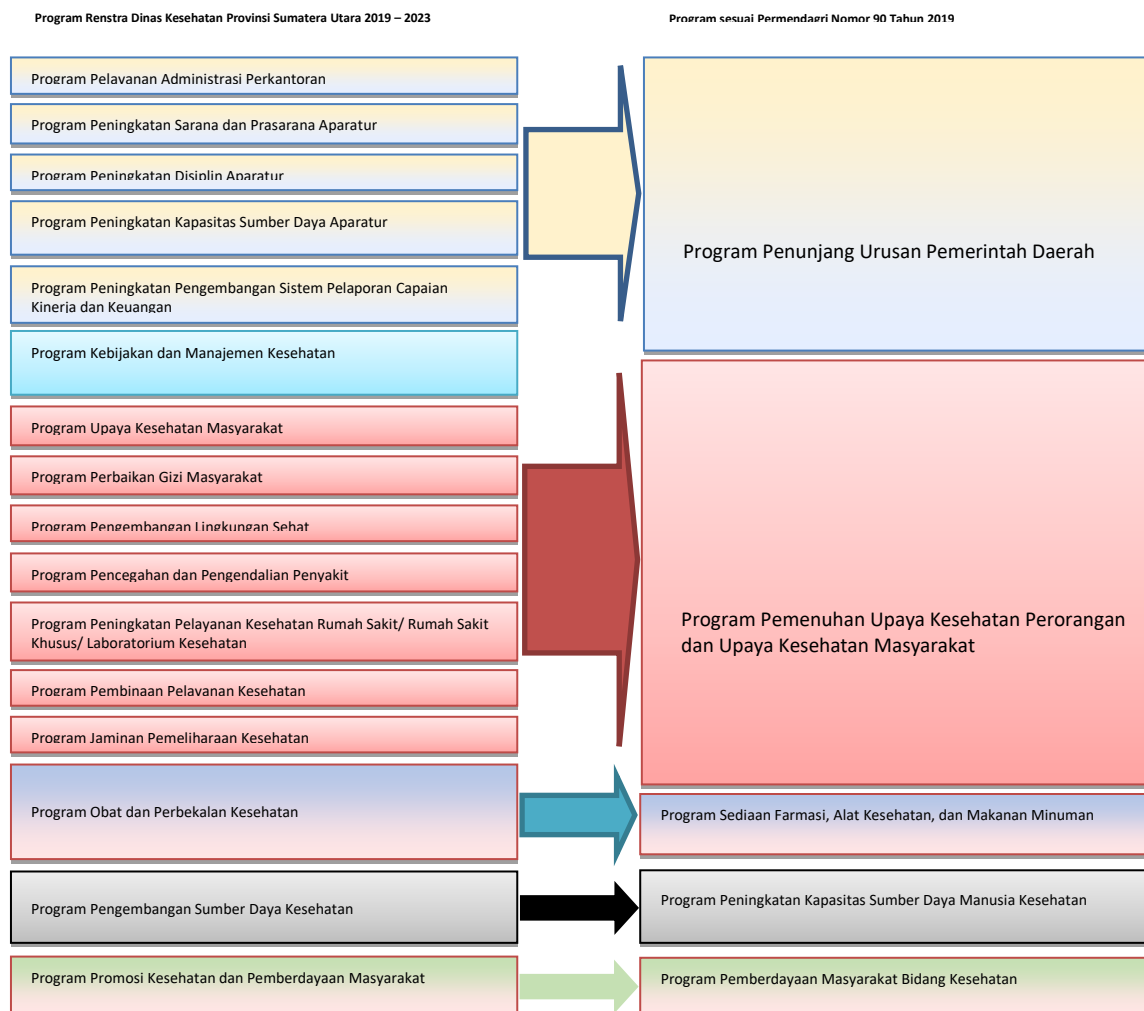 Program Renstra Dinas Kesehatan Provinsi Sumatera Utara 2019 – 2023
Program sesuai Permendagri Nomor 90 Tahun 2019
Program Pelayanan Administrasi Perkantoran
Program Peningkatan Sarana dan Prasarana Aparatur
Program Peningkatan Disiplin Aparatur
Program Peningkatan Kapasitas Sumber Daya Aparatur
Program Peningkatan Pengembangan Sistem Pelaporan Capaian
Kinerja dan Keuangan
Program Kebijakan dan Manajemen Kesehatan
Program Upaya Kesehatan Masyarakat
Program Perbaikan Gizi Masyarakat
Program Pengembangan Lingkungan Sehat
Program Pencegahan dan Pengendalian Penyakit
Program Peningkatan Pelayanan Kesehatan Rumah Sakit/ Rumah Sakit
Khusus/ Laboratorium Kesehatan
Program Pembinaan Pelayanan Kesehatan
Program Jaminan Pemeliharaan Kesehatan
Program Obat dan Perbekalan Kesehatan
Program Pengembangan Sumber Daya Kesehatan
Program Promosi Kesehatan dan Pemberdayaan Masyarakat
Program Penunjang Urusan Pemerintah Daerah
Program Pemenuhan Upaya Kesehatan Perorangan
dan Upaya Kesehatan Masyarakat
Program Sediaan Farmasi, Alat Kesehatan, dan Makanan Minuman
Program Peningkatan Kapasitas Sumber Daya Manusia Kesehatan
Program Pemberdayaan Masyarakat Bidang Kesehatan